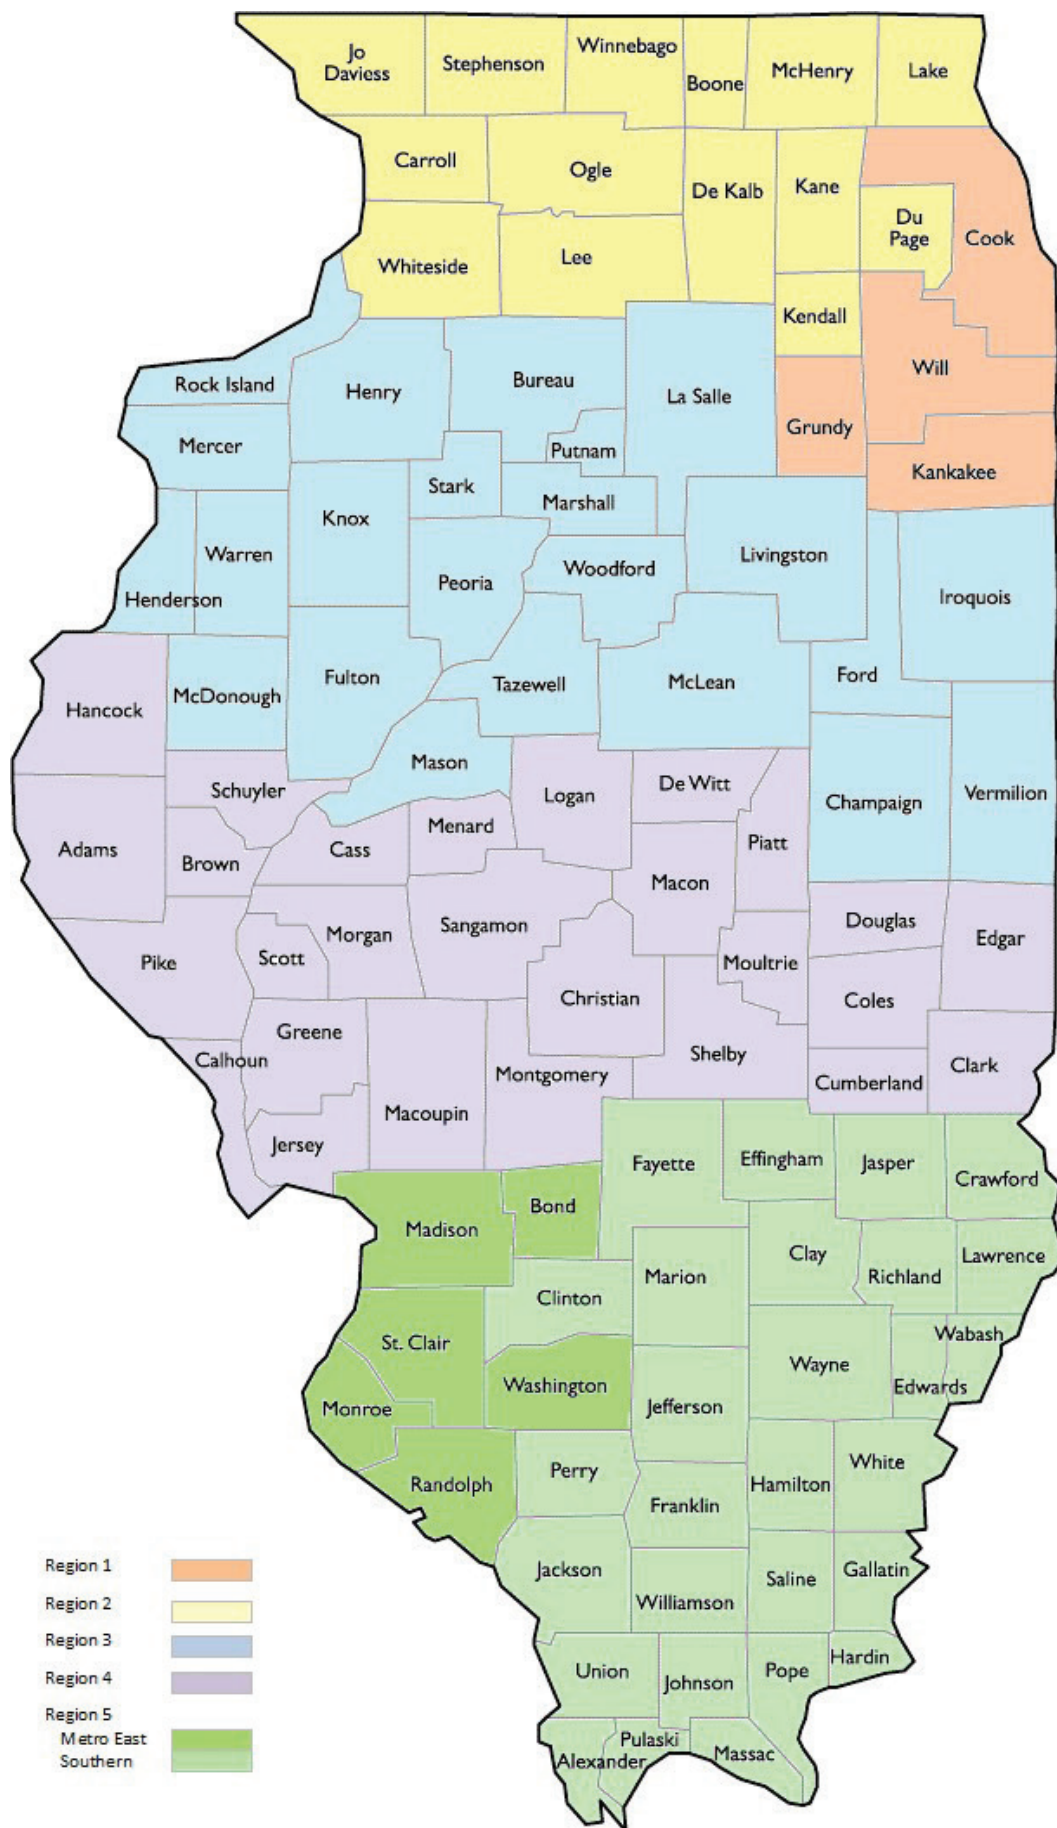 Jo
Daviess
Stephenson
Winnebago
Boone
McHenry
Lake
Carroll
Ogle
De Kalb
Kane
Du
Page
Cook
Whiteside
Lee
Kendall
Will
Rock Island
Henry
Bureau
La Salle
Grundy
Kankakee
Mercer
Putnam
Stark
Marshall
Knox
Warren
Henderson
Peoria
Woodford
Livingston
Iroquois
Hancock
McDonough
Fulton
Tazewell
McLean
Ford
Mason
Schuyler
Logan
De Witt
Champaign
Vermilion
Adams
Brown
Cass
Menard
Piatt
Macon
Pike
Scott
Morgan
Sangamon
Moultrie
Douglas
Edgar
Christian
Coles
Greene
Calhoun
Shelby
Montgomery
Macoupin
Cumberland
Clark
Jersey
Fayette
Effingham
Jasper
Crawford
Madison
Bond
Marion
Clay
Richland
Lawrence
Clinton
St. Clair
Washington
Wayne
Wabash
Edwards
Monroe
Jefferson
Randolph
Perry
Franklin
Hamilton
White
Jackson
Williamson
Saline
Gallatin
Union
Johnson
Pope
Hardin
Alexander
Pulaski
Massac
Region 1
Region 2
Region 3
Region 4
Region 5
Metro East
Southern